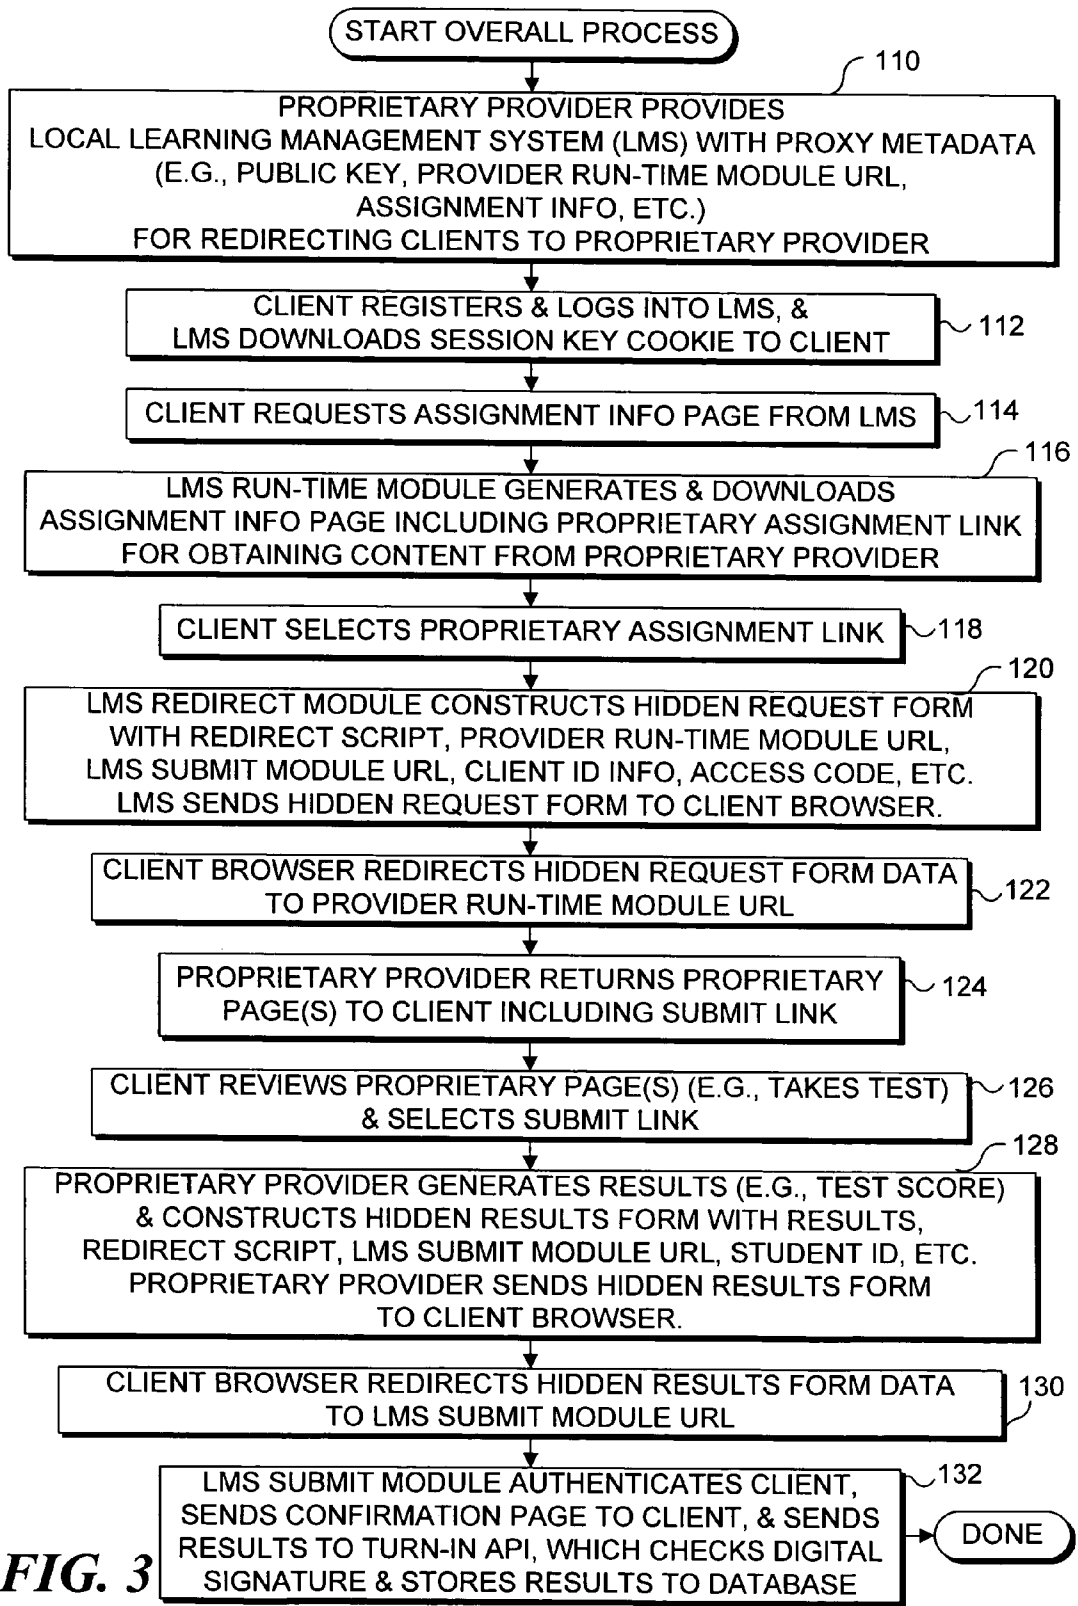 START OVERALL PROCESS
110
PROPRIETARY PROVIDER PROVIDES
LOCAL LEARNING MANAGEMENT SYSTEM (LMS) WITH PROXY METADATA
(E.G., PUBLIC KEY, PROVIDER RUN-TIME MODULE URL,
ASSIGNMENT INFO, ETC.)
FOR REDIRECTING CLIENTS TO PROPRIETARY PROVIDER
CLIENT REGISTERS & LOGS INTO LMS, &
LMS DOWNLOADS SESSION KEY COOKIE TO CLIENT
112
CLIENT REQUESTS ASSIGNMENT INFO PAGE FROM LMS
114
116
LMS RUN-TIME MODULE GENERATES & DOWNLOADS
ASSIGNMENT INFO PAGE INCLUDING PROPRIETARY ASSIGNMENT LINK
FOR OBTAINING CONTENT FROM PROPRIETARY PROVIDER
CLIENT SELECTS PROPRIETARY ASSIGNMENT LINK
118
120
LMS REDIRECT MODULE CONSTRUCTS HIDDEN REQUEST FORM
WITH REDIRECT SCRIPT, PROVIDER RUN-TIME MODULE URL,
LMS SUBMIT MODULE URL, CLIENT ID INFO, ACCESS CODE, ETC.
LMS SENDS HIDDEN REQUEST FORM TO CLIENT BROWSER.
CLIENT BROWSER REDIRECTS HIDDEN REQUEST FORM DATA
TO PROVIDER RUN-TIME MODULE URL
122
PROPRIETARY PROVIDER RETURNS PROPRIETARY
PAGE(S) TO CLIENT INCLUDING SUBMIT LINK
124
CLIENT REVIEWS PROPRIETARY PAGE(S) (E.G., TAKES TEST)
& SELECTS SUBMIT LINK
126
128
PROPRIETARY PROVIDER GENERATES RESULTS (E.G., TEST SCORE)
& CONSTRUCTS HIDDEN RESULTS FORM WITH RESULTS,
REDIRECT SCRIPT, LMS SUBMIT MODULE URL, STUDENT ID, ETC.
PROPRIETARY PROVIDER SENDS HIDDEN RESULTS FORM
TO CLIENT BROWSER.
CLIENT BROWSER REDIRECTS HIDDEN RESULTS FORM DATA
TO LMS SUBMIT MODULE URL
130
LMS SUBMIT MODULE AUTHENTICATES CLIENT,
SENDS CONFIRMATION PAGE TO CLIENT, & SENDS
RESULTS TO TURN-IN API, WHICH CHECKS DIGITAL
SIGNATURE & STORES RESULTS TO DATABASE
132
DONE
FIG. 3